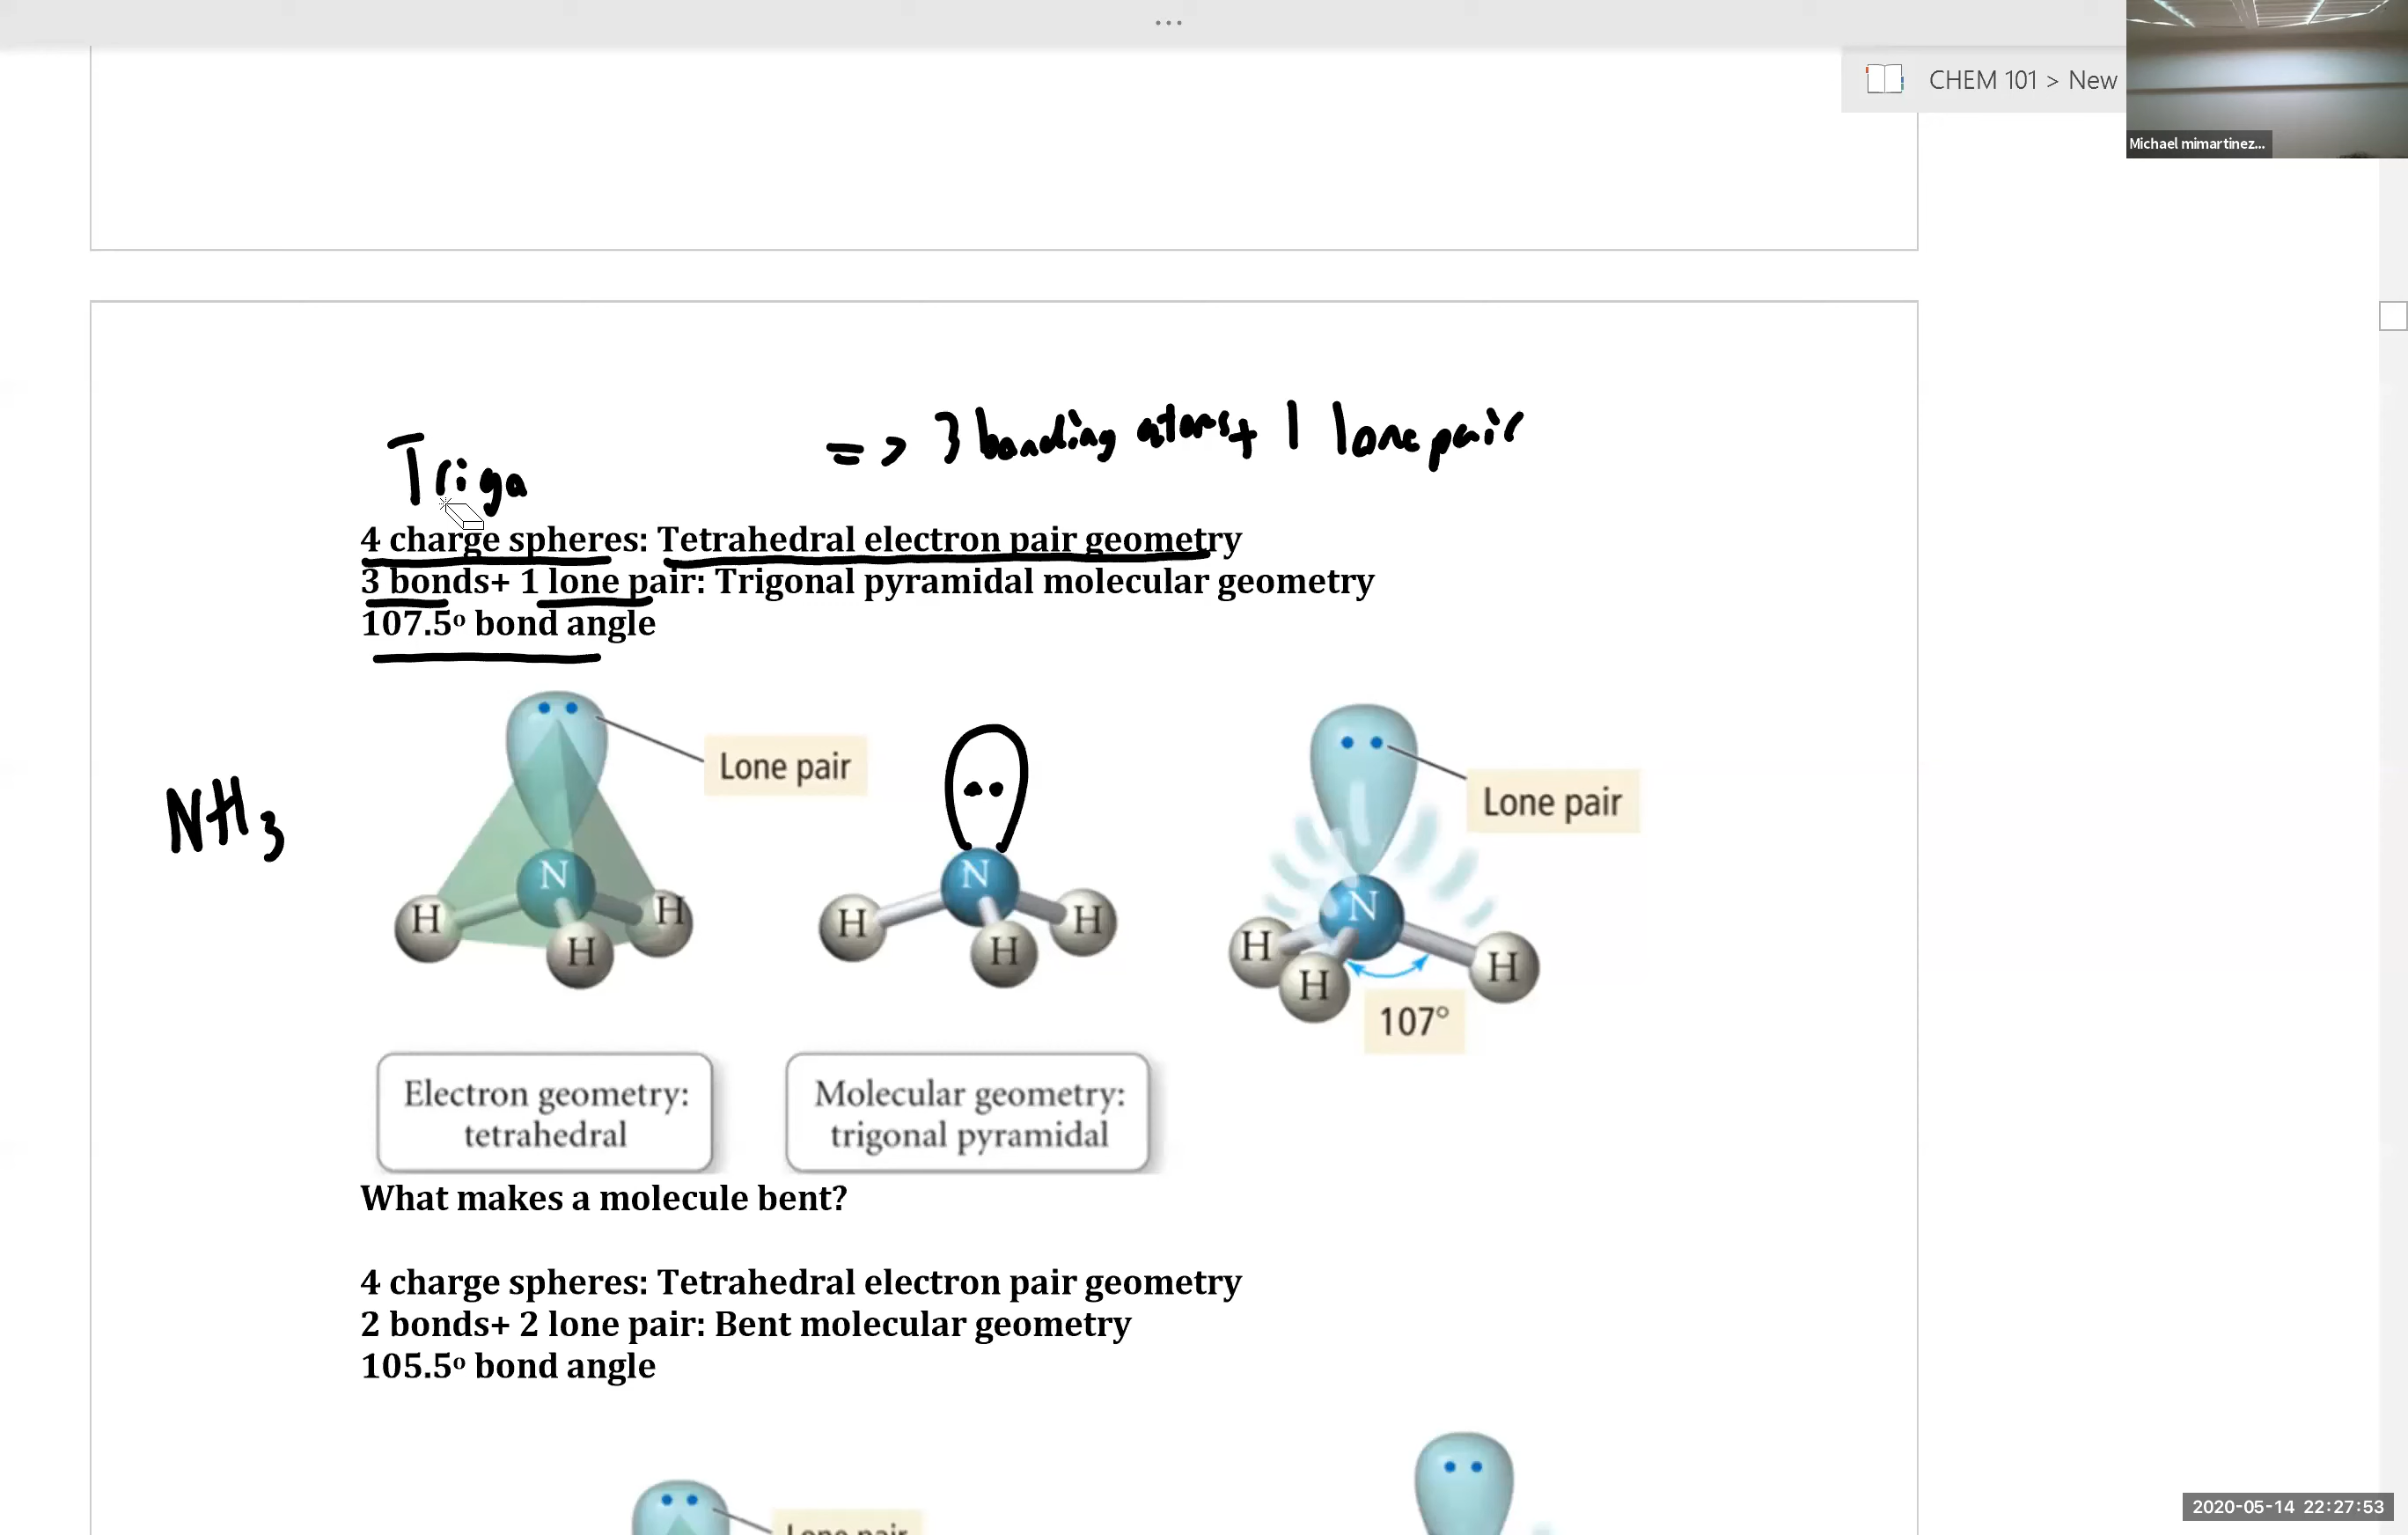 ...
CHEM 101 > New
Michael mimartinez...
=> 3 bonding atoms + 1 lone pair
Triga
4 charge spheres: Tetrahedral electron pair geometry
3 bonds+ 1 lone pair: Trigonal pyramidal molecular geometry
107.5º bond angle
Lone pair
Lone pair
NH3
N
H
H
H
N
H
H
H
N
H
H
H
107°
Electron geometry:
tetrahedral
Molecular geometry:
trigonal pyramidal
What makes a molecule bent?
4 charge spheres: Tetrahedral electron pair geometry
2 bonds+ 2 lone pair: Bent molecular geometry
105.5º bond angle
Lone pair
2020-05-14 22:27:53